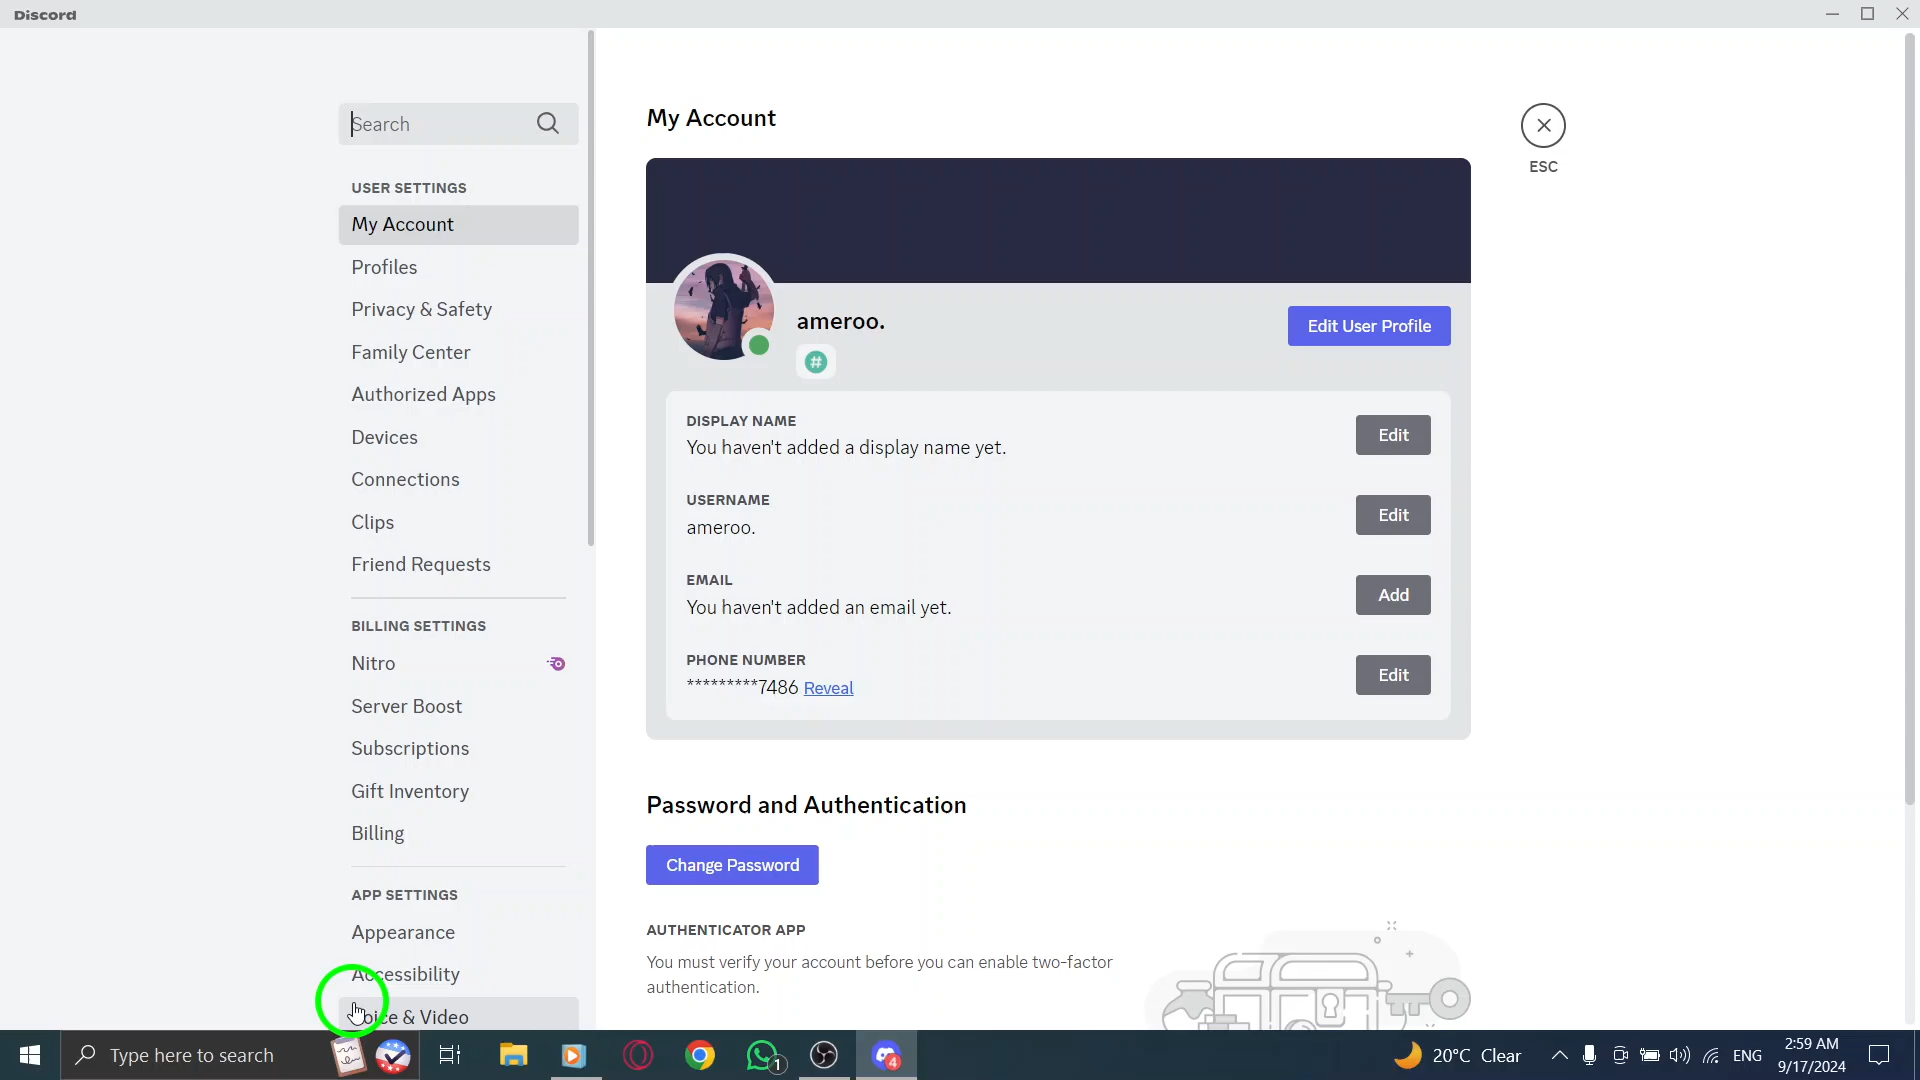 Discord
Search
USER SETTINGS
My Account
Profiles
Privacy & Safety
Family Center
Authorized Apps
Devices
Connections
Clips
Friend Requests
BILLING SETTINGS
Nitro
Server Boost
Subscriptions
Gift Inventory
Billing
APP SETTINGS
Appearance
Accessibility
Voice & Video
My Account
ESC
ameroo.
Edit User Profile
DISPLAY NAME
You haven't added a display name yet.
Edit
USERNAME
ameroo.
Edit
EMAIL
You haven't added an email yet.
Add
PHONE NUMBER
*********7486 Reveal
Edit
Password and Authentication
Change Password
AUTHENTICATOR APP
You must verify your account before you can enable two-factor
authentication.
Type here to search
1
4
20°C Clear
ENG
2:59 AM
9/17/2024